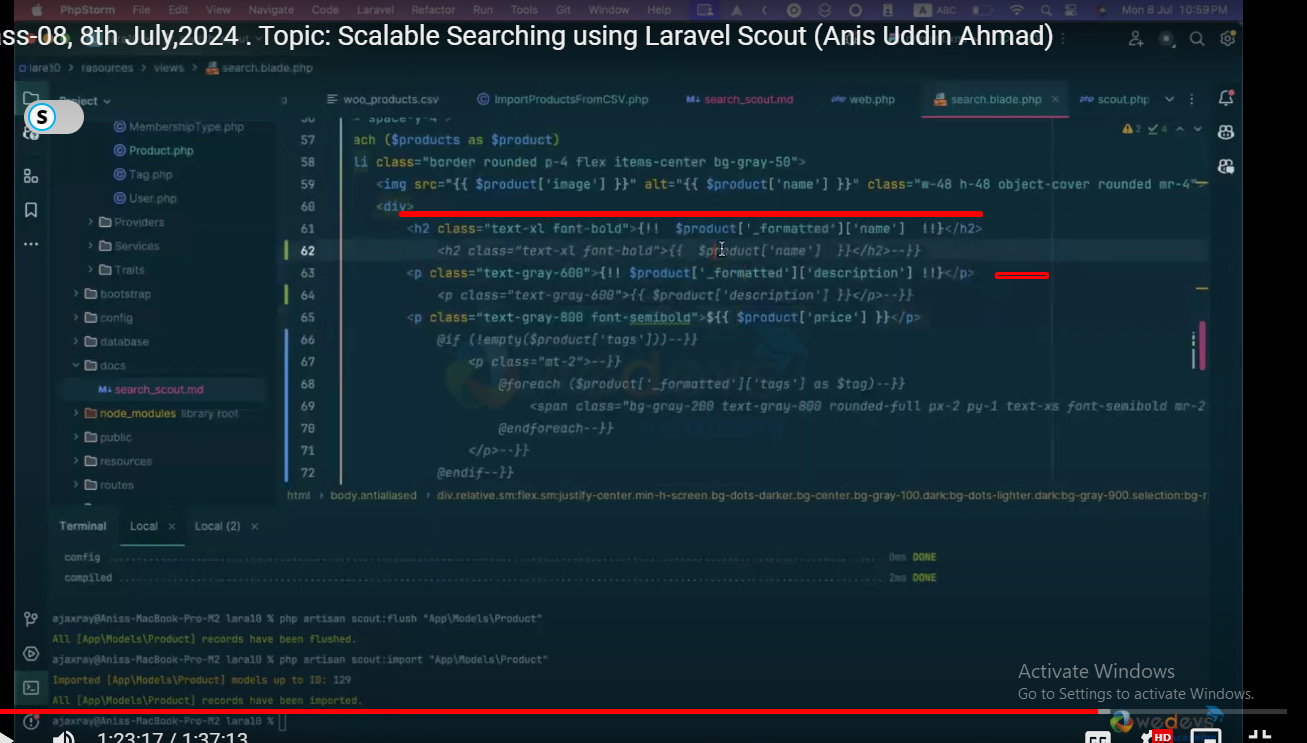 PhpStorm File Edit View Navigate Code Laravel Refactor Run Tools Git Window Help A ABC Mon 8 Jul 10:59 PM
ss-08, 8th July,2024 . Topic: Scalable Searching using Laravel Scout (Anis Uddin Ahmad)
lara10 > resources > views > search.blade.php
Project
woo_products.csv ImportProductsFromCSV.php search_scout.md web.php search.blade.php scout.php
S
MembershipType.php
Product.php
Tag.php
User.php
Providers
Services
Traits
bootstrap
config
database
docs
search_scout.md
node_modules library root
public
resources
routes
2 4
57 ach ($products as $product)
58 li class="border rounded p-4 flex items-center bg-gray-50">
59 <img src="{{ $product['image'] }}" alt="{{ $product['name'] }}" class="w-48 h-48 object-cover rounded mr-4"
60 <div>
61 <h2 class="text-xl font-bold">{!! $product['_formatted']['name'] !!}</h2>
62 <h2 class="text-xl font-bold">{{ $product['name'] }}</h2>--}}
63 <p class="text-gray-600">{!! $product['_formatted']['description'] !!}</p>
64 <p class="text-gray-600">{{ $product['description'] }}</p>--}}
65 <p class="text-gray-800 font-semibold">${{ $product['price'] }}</p>
66 @if (!empty($product['tags']))--}}
67 <p class="mt-2">--}}
68 @foreach ($product['_formatted']['tags'] as $tag)--}}
69 <span class="bg-gray-200 text-gray-800 rounded-full px-2 py-1 text-xs font-semibold mr-2
70 @endforeach--}}
71 </p>--}}
72 @endif--}}
html > body.antialiased > div.relative.sm:flex.sm:justify-center.min-h-screen.bg-dots-darker.bg-center.bg-gray-100.dark:bg-dots-lighter.dark:bg-gray-900.selection:bg-r
Terminal Local × Local (2) ×
config 0ms DONE
compiled 2ms DONE
ajaxray@Aniss-MacBook-Pro-M2 lara10 % php artisan scout:flush "App\Models\Product"
All [App\Models\Product] records have been flushed.
ajaxray@Aniss-MacBook-Pro-M2 lara10 % php artisan scout:import "App\Models\Product"
Imported [App\Models\Product] models up to ID: 129
All [App\Models\Product] records have been imported.
ajaxray@Aniss-MacBook-Pro-M2 lara10 %
Activate Windows
Go to Settings to activate Windows.
wedevs
1:23:17 / 1:37:13
HD